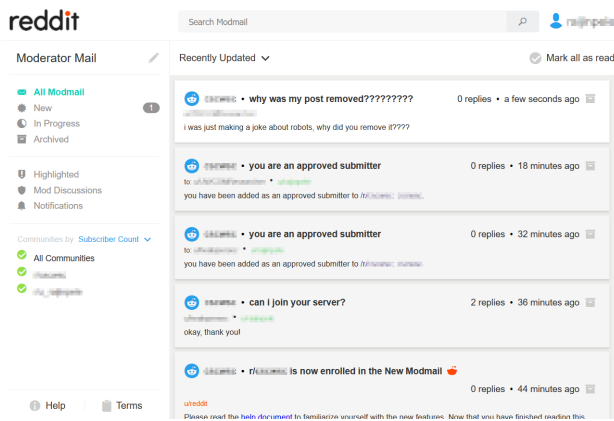 reddit
Search Modmail
Moderator Mail
Recently Updated
Mark all as read
All Modmail
New 1
In Progress
Archived
Highlighted
Mod Discussions
Notifications
Communities by Subscriber Count
All Communities
Help
Terms
• why was my post removed????????? 0 replies • a few seconds ago
i was just making a joke about robots, why did you remove it????
• you are an approved submitter 0 replies • 18 minutes ago
to: •
you have been added as an approved submitter to /r/
• you are an approved submitter 0 replies • 32 minutes ago
to: •
you have been added as an approved submitter to /r/
• can i join your server? 2 replies • 36 minutes ago
•
okay, thank you!
• r/ is now enrolled in the New Modmail
0 replies • 44 minutes ago
u/reddit
Please read the help document to familiarize yourself with the new features. Now that you have finished reading this,